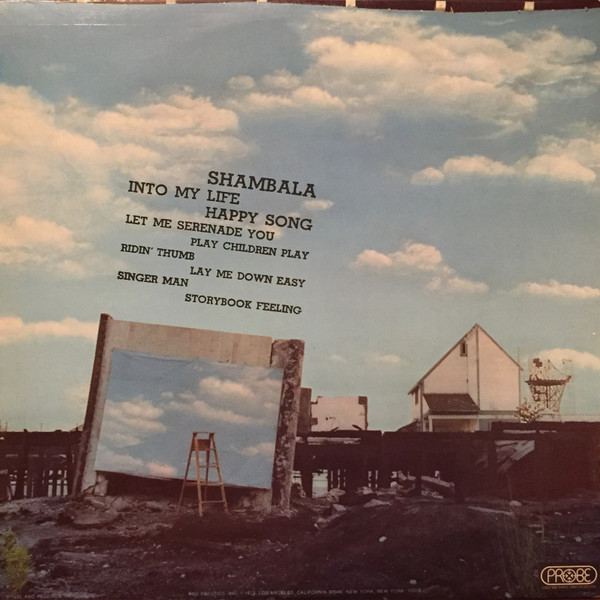 SHAMBALA
INTO MY LIFE
HAPPY SONG
LET ME SERENADE YOU
PLAY CHILDREN PLAY
RIDIN' THUMB
LAY ME DOWN EASY
SINGER MAN
STORYBOOK FEELING
PROBE